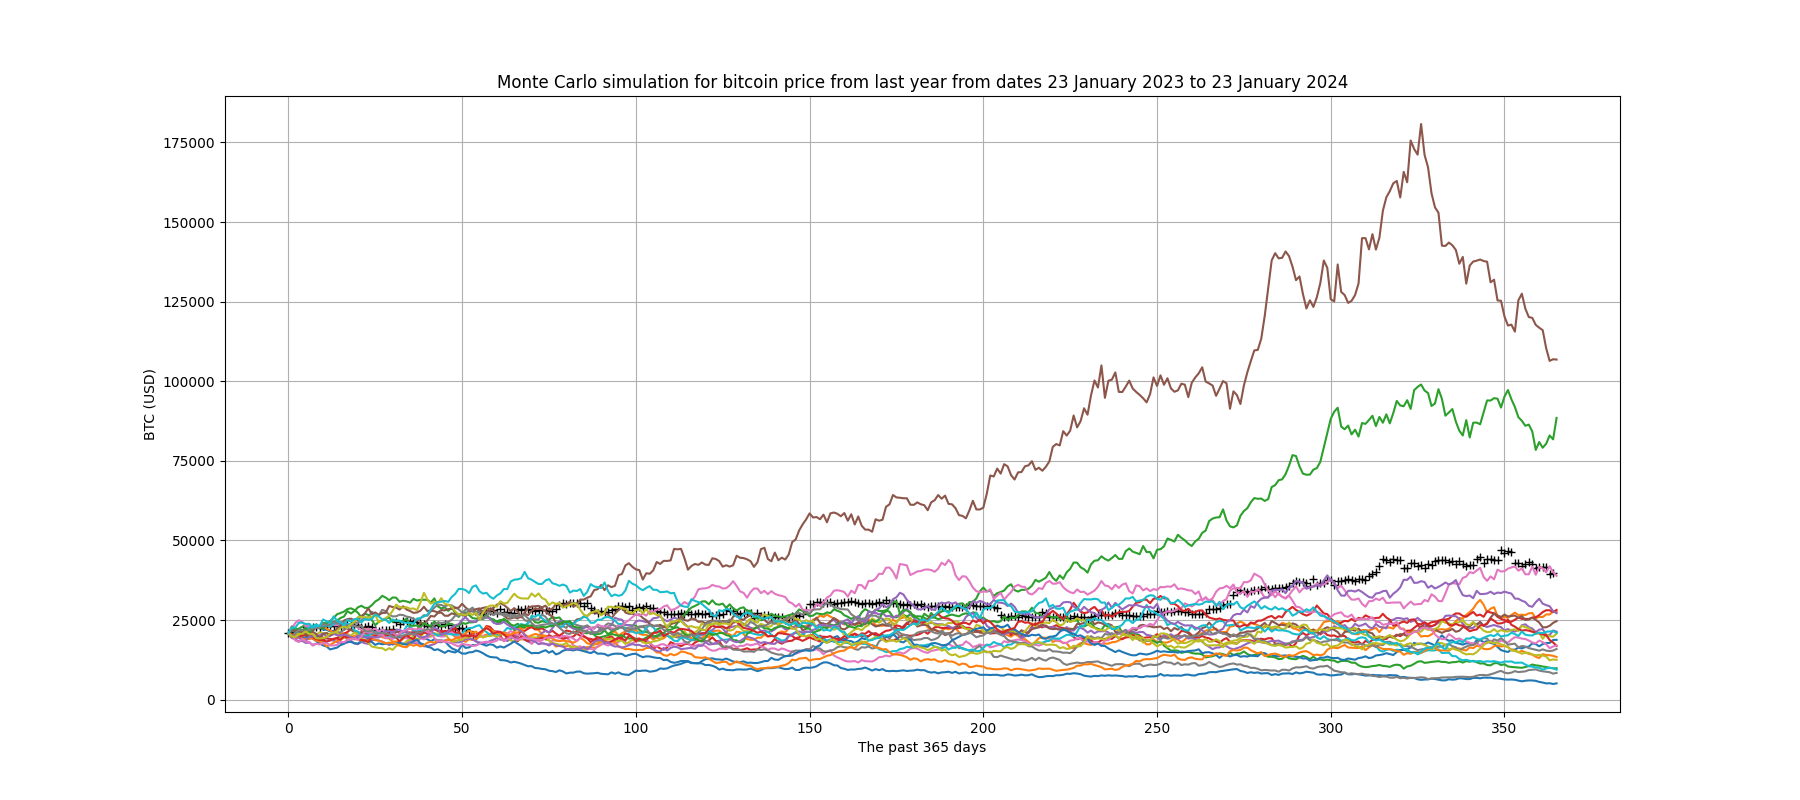 Monte Carlo simulation for bitcoin price from last year from dates 23 January 2023 to 23 January 2024
175000
150000
125000
100000
75000
50000
25000
0
BTC (USD)
0 50 100 150 200 250 300 350
The past 365 days